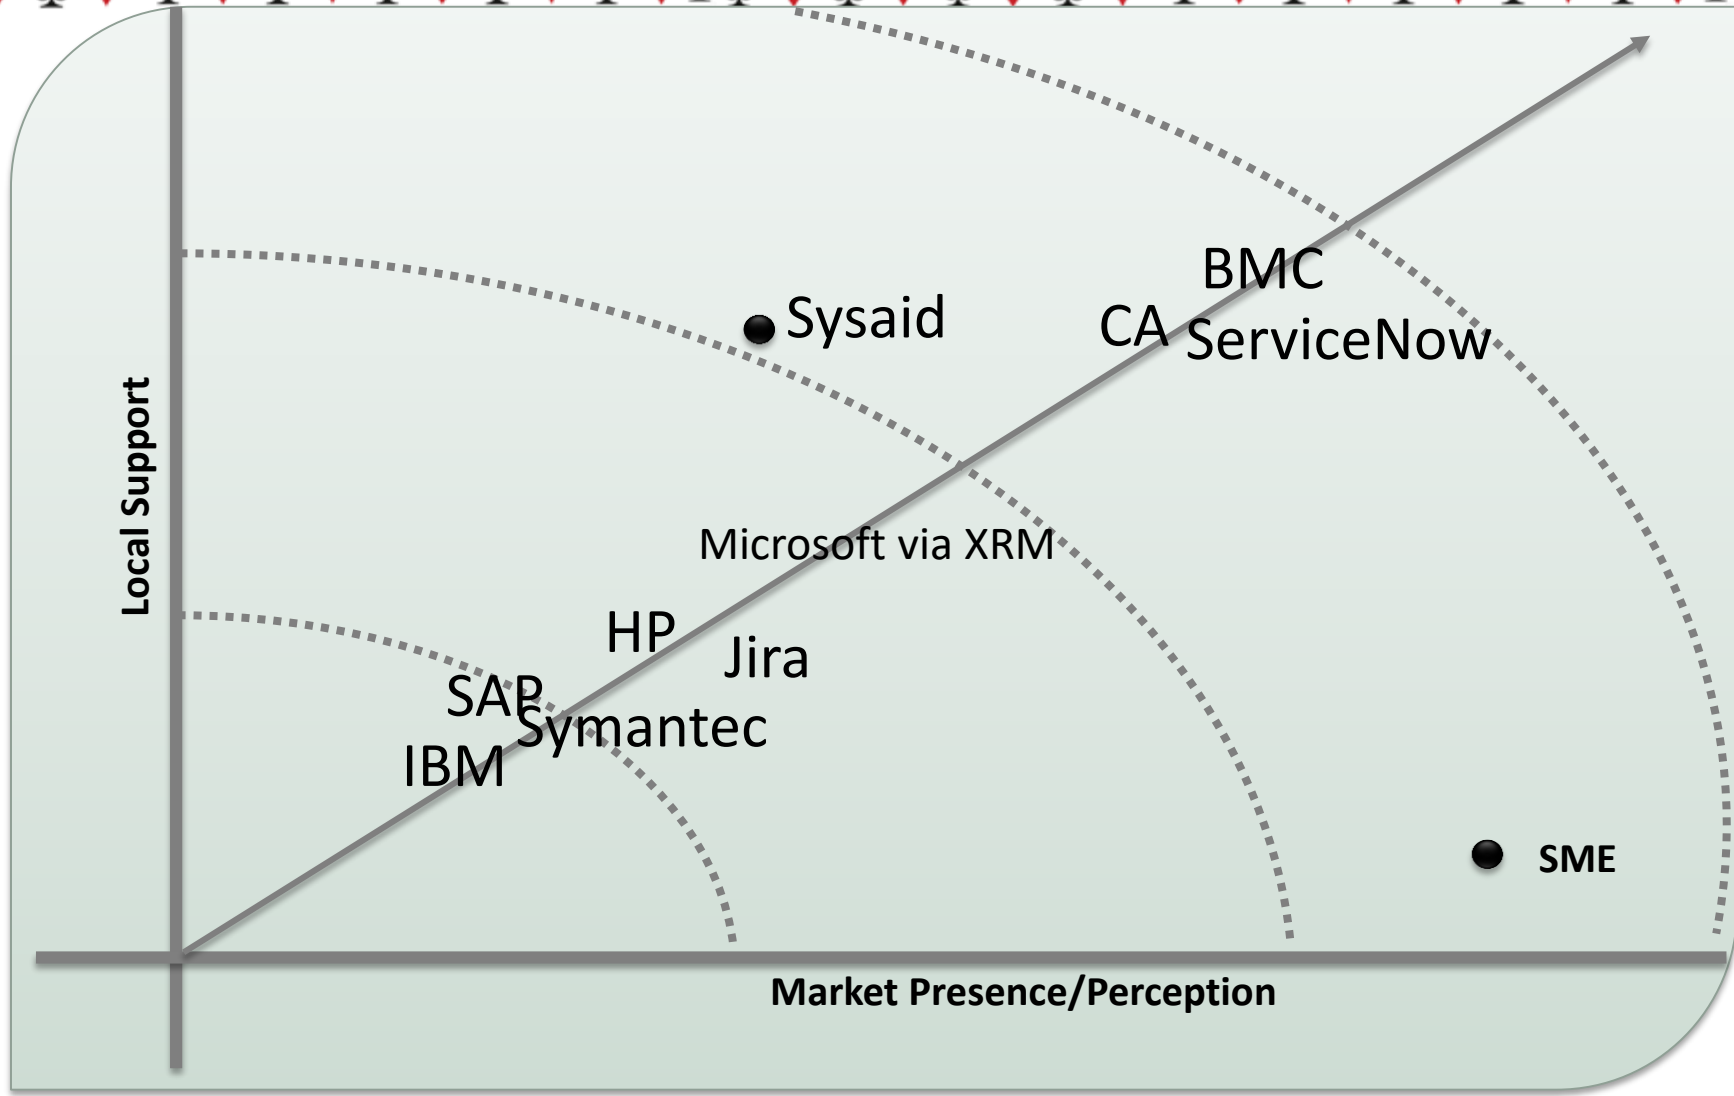 BMC
Sysaid
CA
ServiceNow
Local Support
Microsoft via XRM
HP
Jira
SAP
Symantec
IBM
SME
Market Presence/Perception